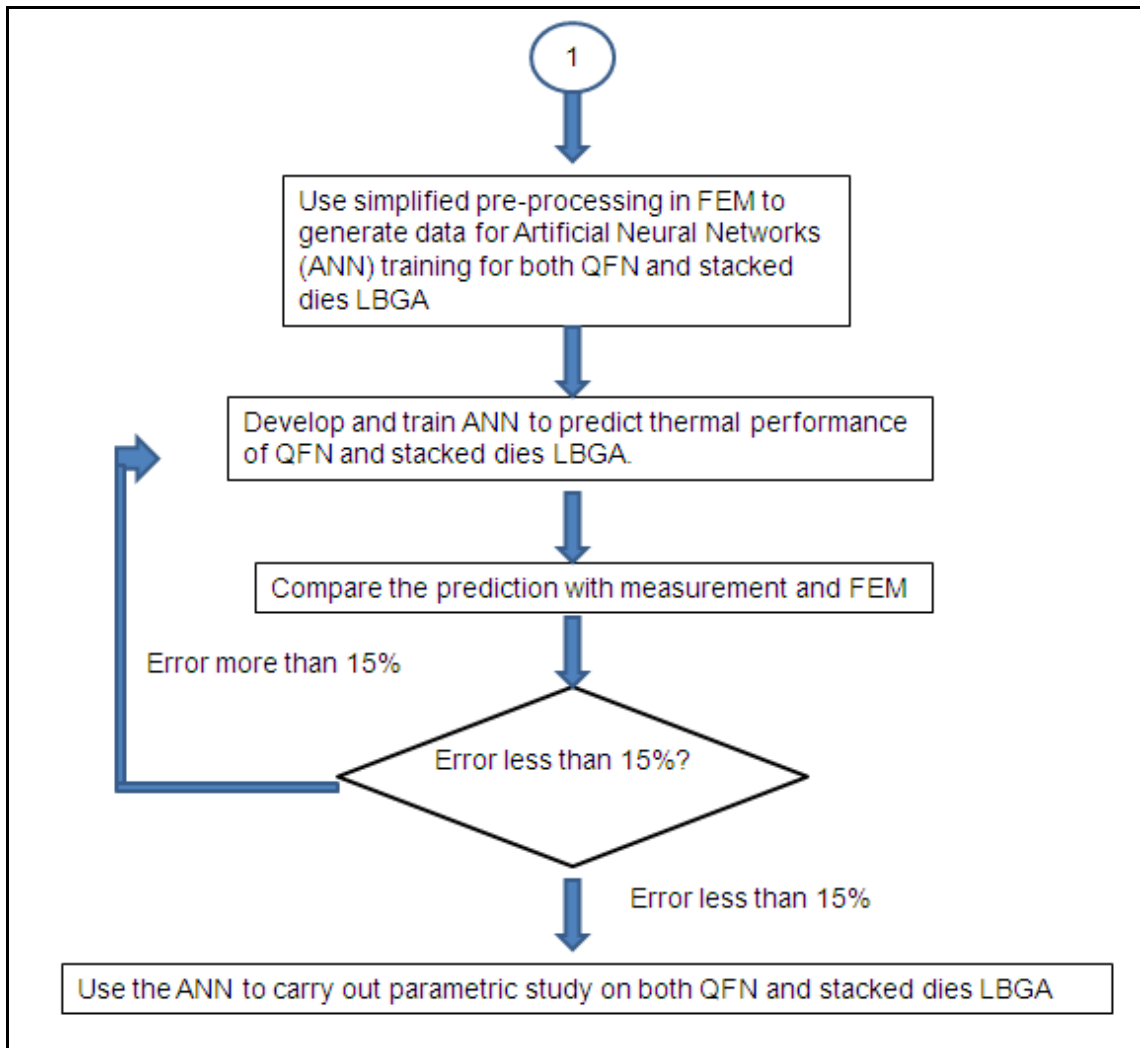 1
Use simplified pre-processing in FEM to
generate data for Artificial Neural Networks
(ANN) training for both QFN and stacked
dies LBGA
Develop and train ANN to predict thermal performance
of QFN and stacked dies LBGA.
Compare the prediction with measurement and FEM
Error more than 15%
Error less than 15%?
Error less than 15%
Use the ANN to carry out parametric study on both QFN and stacked dies LBGA